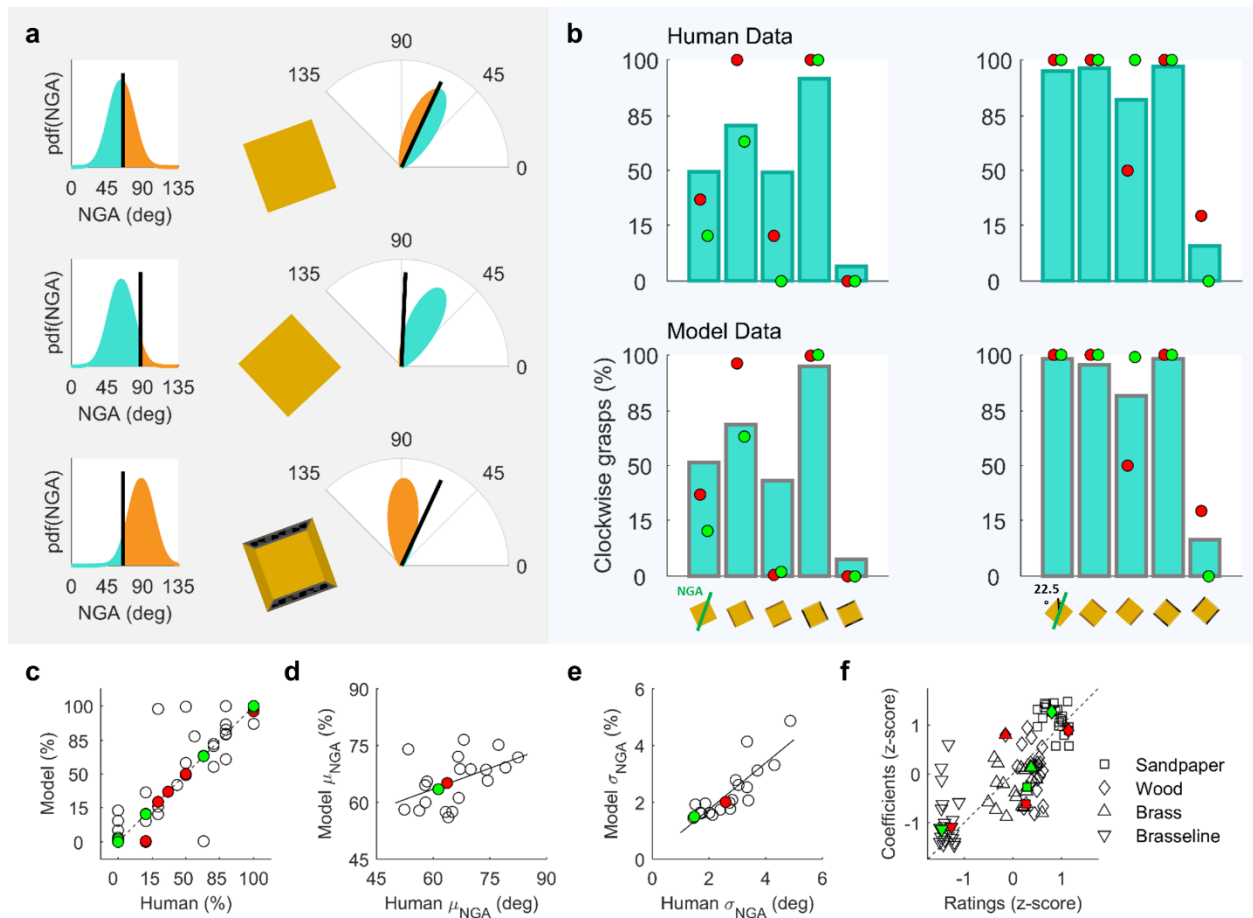 a
90
135
45
0
pdf(NGA)
0 45 90 135
NGA (deg)
90
135
45
0
pdf(NGA)
0 45 90 135
NGA (deg)
90
135
45
0
pdf(NGA)
0 45 90 135
NGA (deg)
b
Human Data
100
85
50
15
0
100
85
50
15
0
Model Data
Clockwise grasps (%)
100
85
50
15
0
NGA
100
85
50
15
0
22.5
°
c
Model (%)
100
85
50
15
0
0 15 50 85 100
Human (%)
d
Model μNGA (%)
90
75
60
45
45 60 75 90
Human μNGA (deg)
e
Model σNGA (%)
6
4
2
0
0 2 4 6
Human σNGA (deg)
f
Coefficients (z-score)
1
0
-1
-1 0 1
Ratings (z-score)
Sandpaper
Wood
Brass
Brasseline